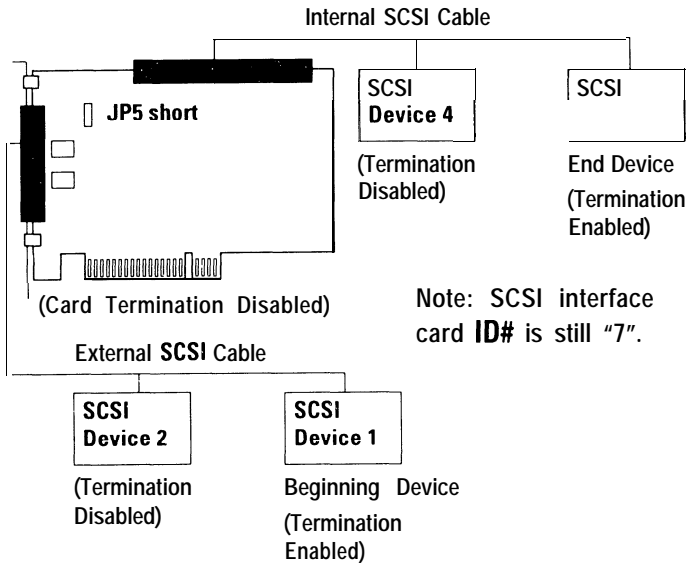 Internal SCSI Cable
JP5 short
SCSI
Device 4
(Termination
Disabled)
SCSI
End Device
(Termination
Enabled)
(Card Termination Disabled)
Note: SCSI interface
card ID# is still "7".
External SCSI Cable
SCSI
Device 2
(Termination
Disabled)
SCSI
Device 1
Beginning Device
(Termination
Enabled)